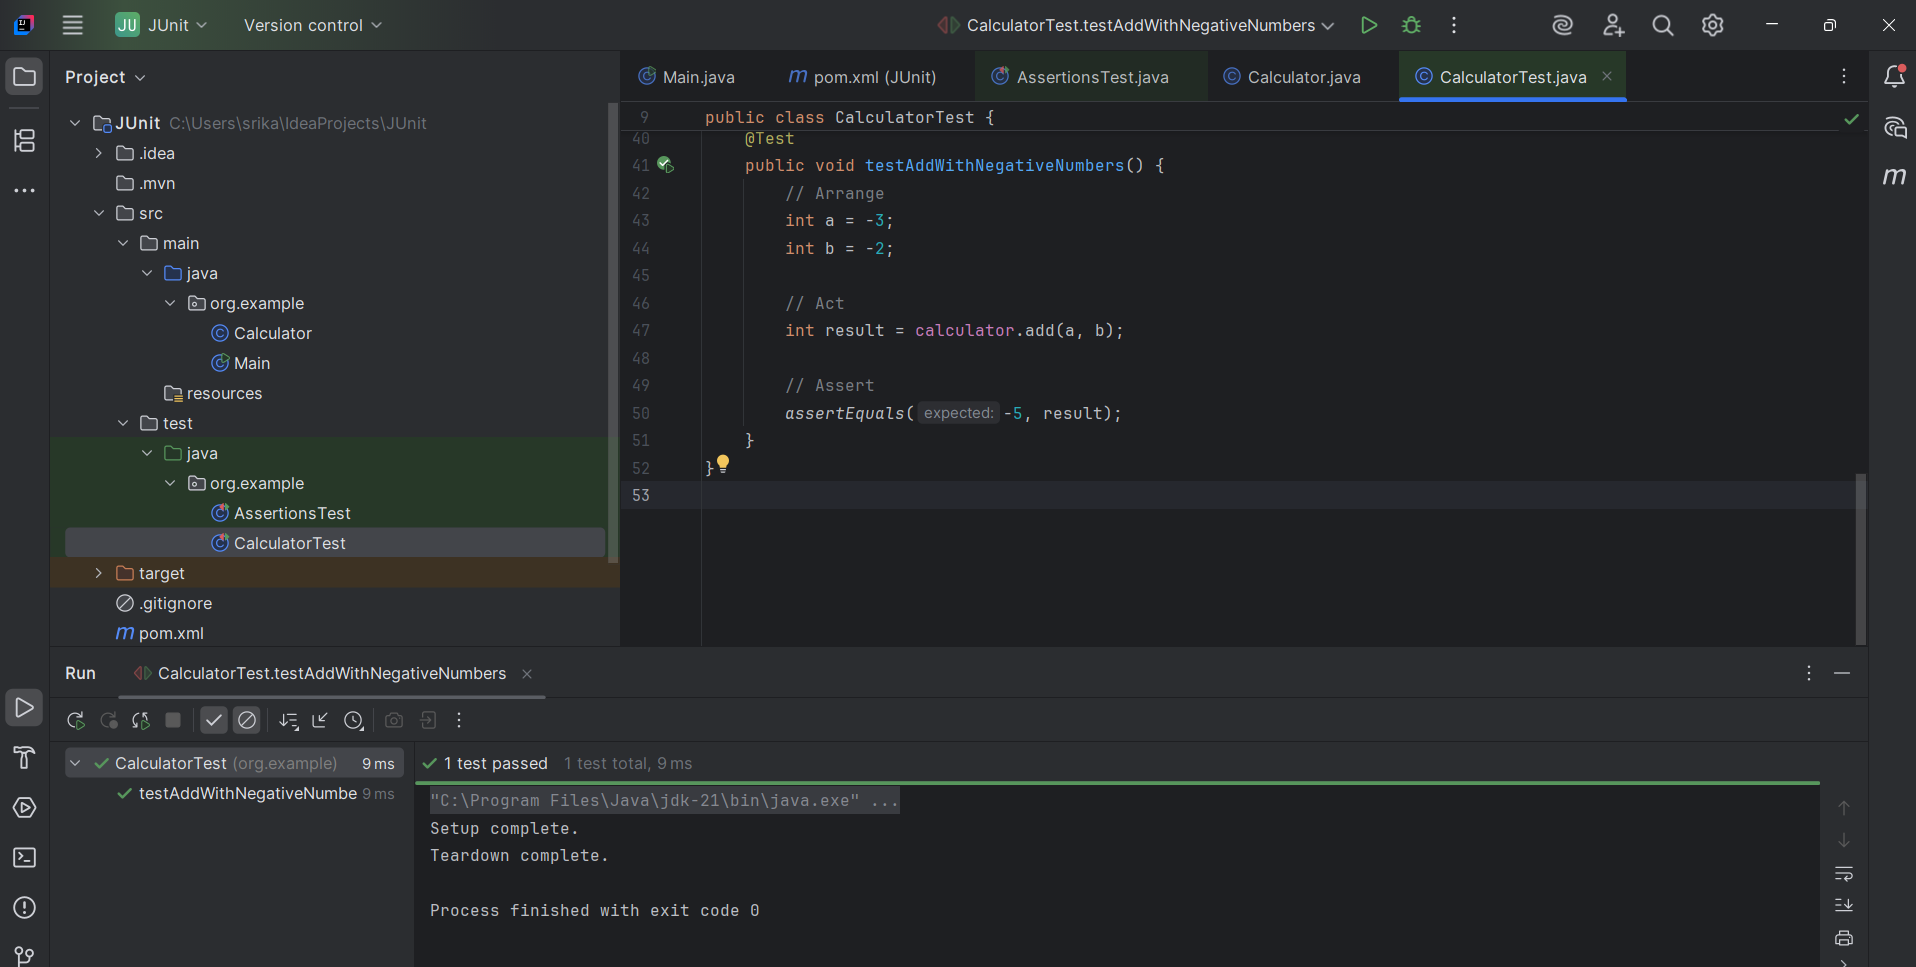 JU JUnit Version control CalculatorTest.testAddWithNegativeNumbers
Project
JUnit C:\Users\srika\IdeaProjects\JUnit
.idea
.mvn
src
main
java
org.example
Calculator
Main
resources
test
java
org.example
AssertionsTest
CalculatorTest
target
.gitignore
m pom.xml
Main.java m pom.xml (JUnit) AssertionsTest.java Calculator.java CalculatorTest.java
9 public class CalculatorTest {
40 @Test
41 public void testAddWithNegativeNumbers() {
42 // Arrange
43 int a = -3;
44 int b = -2;
45
46 // Act
47 int result = calculator.add(a, b);
48
49 // Assert
50 assertEquals( expected: -5, result);
51 }
52 }
53
m
Run CalculatorTest.testAddWithNegativeNumbers
CalculatorTest (org.example) 9 ms
testAddWithNegativeNumbe 9 ms
1 test passed 1 test total, 9 ms
"C:\Program Files\Java\jdk-21\bin\java.exe" ...
Setup complete.
Teardown complete.
Process finished with exit code 0